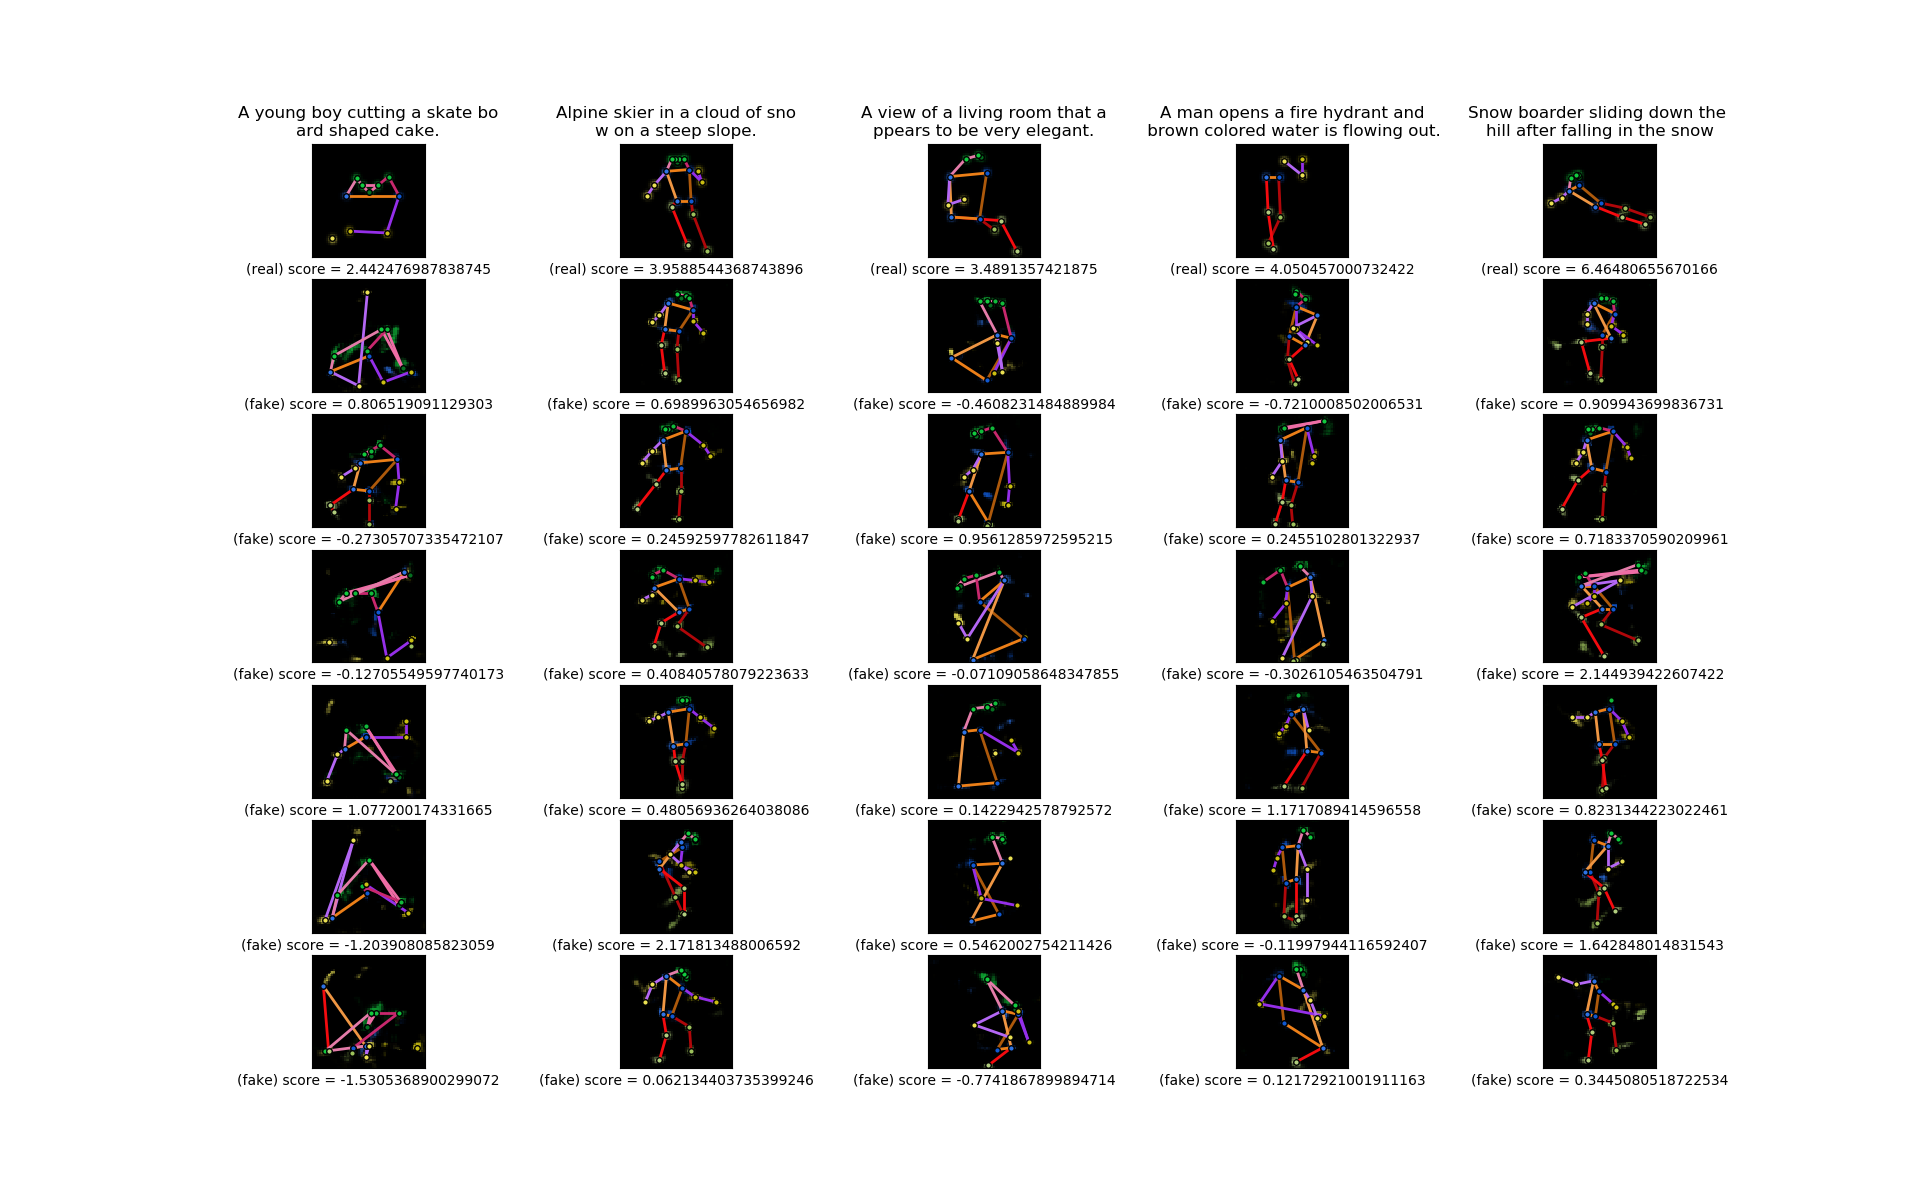 A young boy cutting a skate bo
ard shaped cake.
Alpine skier in a cloud of sno
w on a steep slope.
A view of a living room that a
ppears to be very elegant.
A man opens a fire hydrant and
brown colored water is flowing out.
Snow boarder sliding down the
hill after falling in the snow
(real) score = 2.442476987838745
(real) score = 3.9588544368743896
(real) score = 3.4891357421875
(real) score = 4.050457000732422
(real) score = 6.46480655670166
(fake) score = 0.806519091129303
(fake) score = 0.6989963054656982
(fake) score = -0.4608231484889984
(fake) score = -0.7210008502006531
(fake) score = 0.909943699836731
(fake) score = -0.27305707335472107
(fake) score = 0.24592597782611847
(fake) score = 0.9561285972595215
(fake) score = 0.2455102801322937
(fake) score = 0.7183370590209961
(fake) score = -0.12705549597740173
(fake) score = 0.40840578079223633
(fake) score = -0.07109058648347855
(fake) score = -0.3026105463504791
(fake) score = 2.144939422607422
(fake) score = 1.077200174331665
(fake) score = 0.48056936264038086
(fake) score = 0.1422942578792572
(fake) score = 1.1717089414596558
(fake) score = 0.8231344223022461
(fake) score = -1.203908085823059
(fake) score = 2.171813488006592
(fake) score = 0.5462002754211426
(fake) score = -0.11997944116592407
(fake) score = 1.642848014831543
(fake) score = -1.5305368900299072
(fake) score = 0.062134403735399246
(fake) score = -0.7741867899894714
(fake) score = 0.12172921001911163
(fake) score = 0.3445080518722534